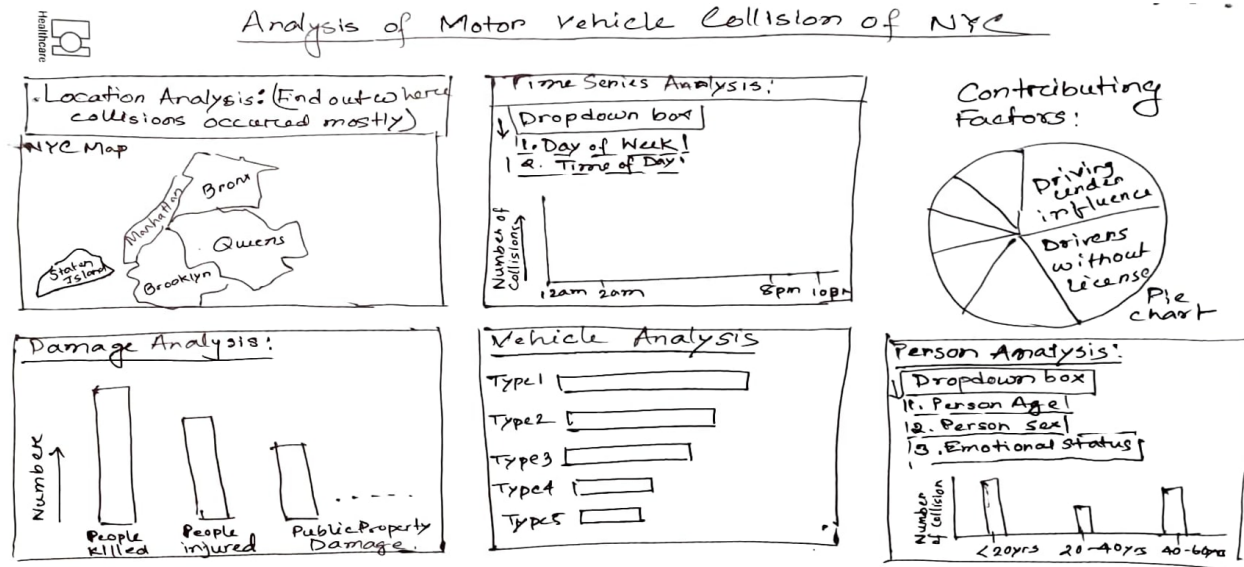 Healthcare
Analysis of Motor Vehicle Collision of NYC
Location Analysis: (Find out where
collisions occurred mostly)
NYC Map
Bronx
Manhattan
Queens
Staten
Island
Brooklyn
Time Series Analysis:
Dropdown box
1. Day of Week
2. Time of Day
Number of
Collisions
12am 2am 8pm 10pm
Contributing
Factors:
Driving
under
influence
Drivers
without
License
Pie
chart
Damage Analysis:
Number
People
killed
People
injured
Public Property
Damage
Vehicle Analysis
Type1
Type2
Type3
Type4
Type5
Person Analysis:
Dropdown box
1. Person Age
2. Person Sex
3. Emotional Status
Number
of Collision
<20yrs 20-40yrs 40-60yrs